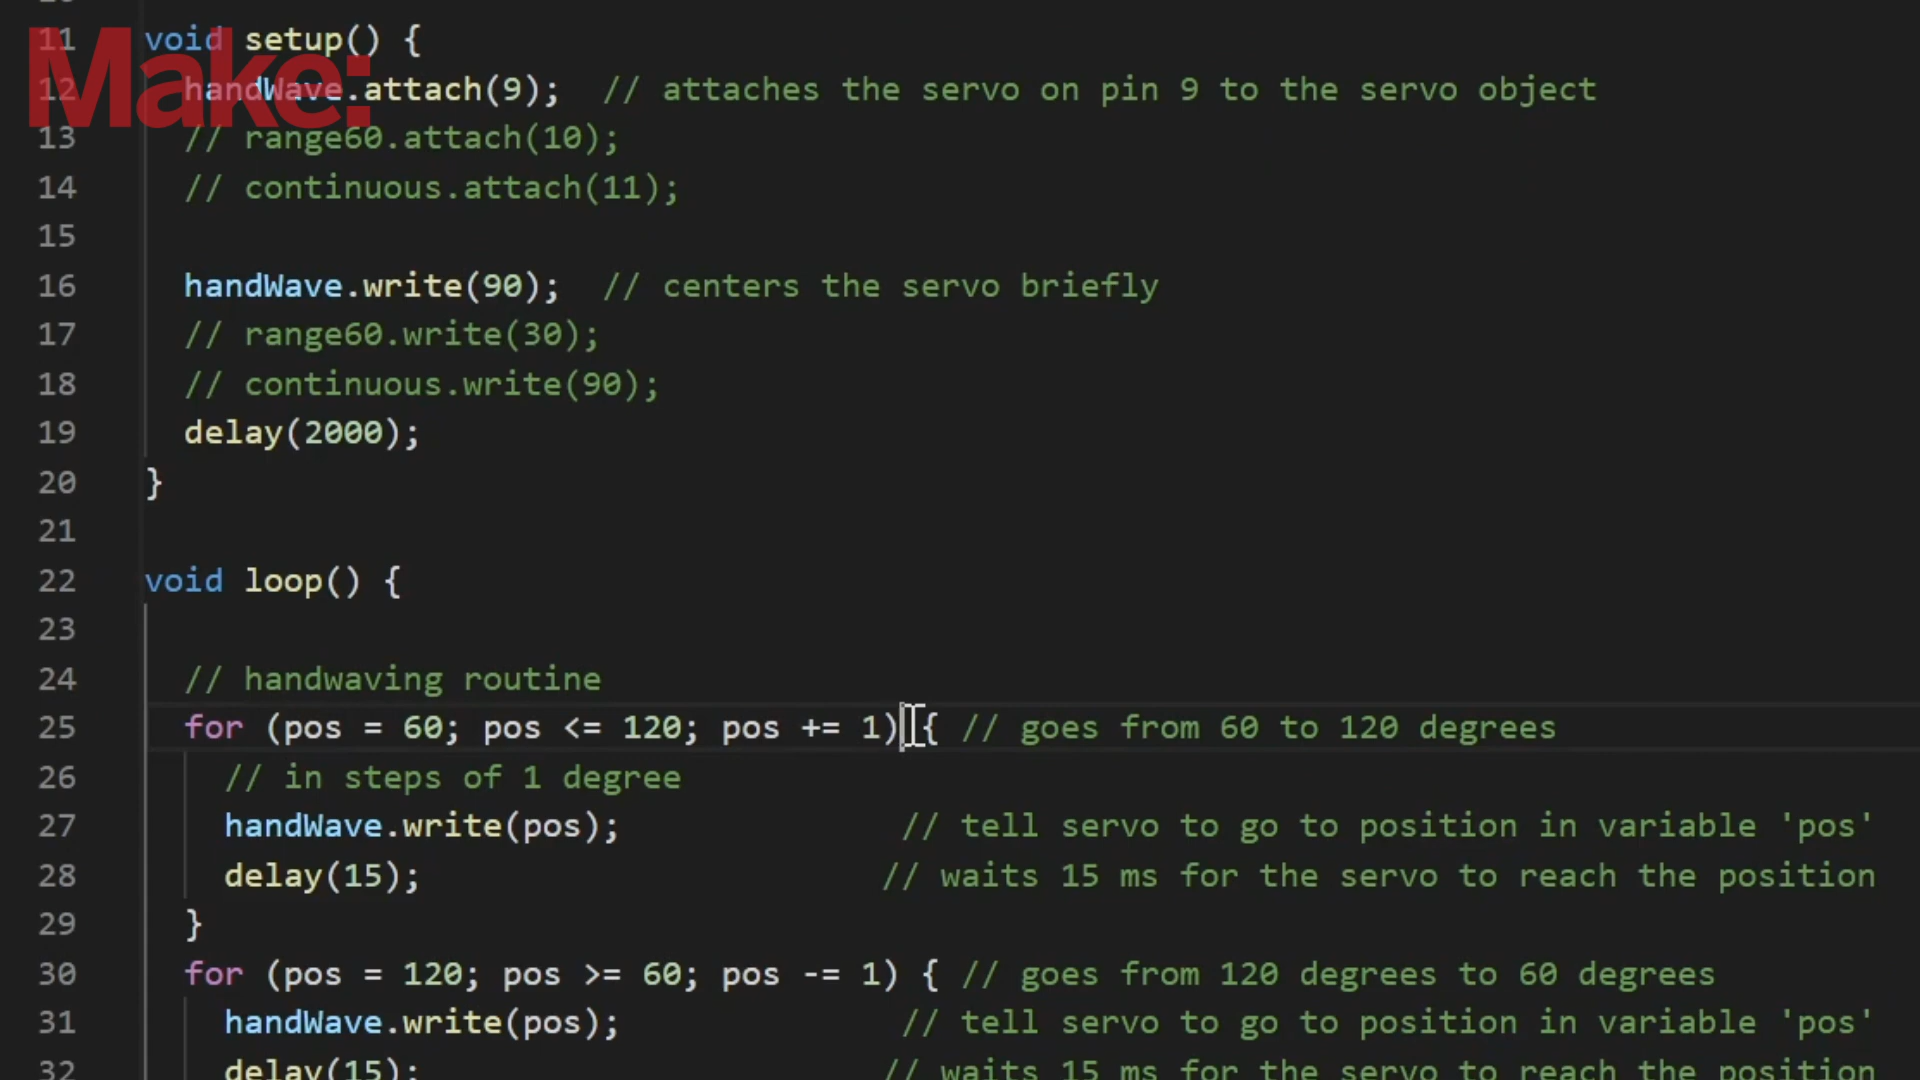 Make:
11 void setup() {
12 handWave.attach(9); // attaches the servo on pin 9 to the servo object
13 // range60.attach(10);
14 // continuous.attach(11);
15
16 handWave.write(90); // centers the servo briefly
17 // range60.write(30);
18 // continuous.write(90);
19 delay(2000);
20 }
21
22 void loop() {
23
24 // handwaving routine
25 for (pos = 60; pos <= 120; pos += 1) { // goes from 60 to 120 degrees
26 // in steps of 1 degree
27 handWave.write(pos); // tell servo to go to position in variable 'pos'
28 delay(15); // waits 15 ms for the servo to reach the position
29 }
30 for (pos = 120; pos >= 60; pos -= 1) { // goes from 120 degrees to 60 degrees
31 handWave.write(pos); // tell servo to go to position in variable 'pos'
32 delay(15); // waits 15 ms for the servo to reach the position